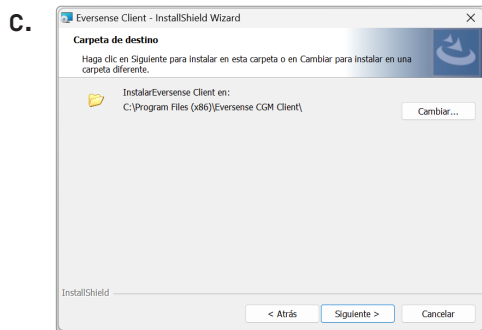 C.
Eversense Client - InstallShield Wizard
Carpeta de destino
Haga clic en Siguiente para instalar en esta carpeta o en Cambiar para instalar en una
carpeta diferente.
InstalarEversense Client en:
C:\Program Files (x86)\Eversense CGM Client\
Cambiar...
InstallShield
< Atrás
Siguiente >
Cancelar